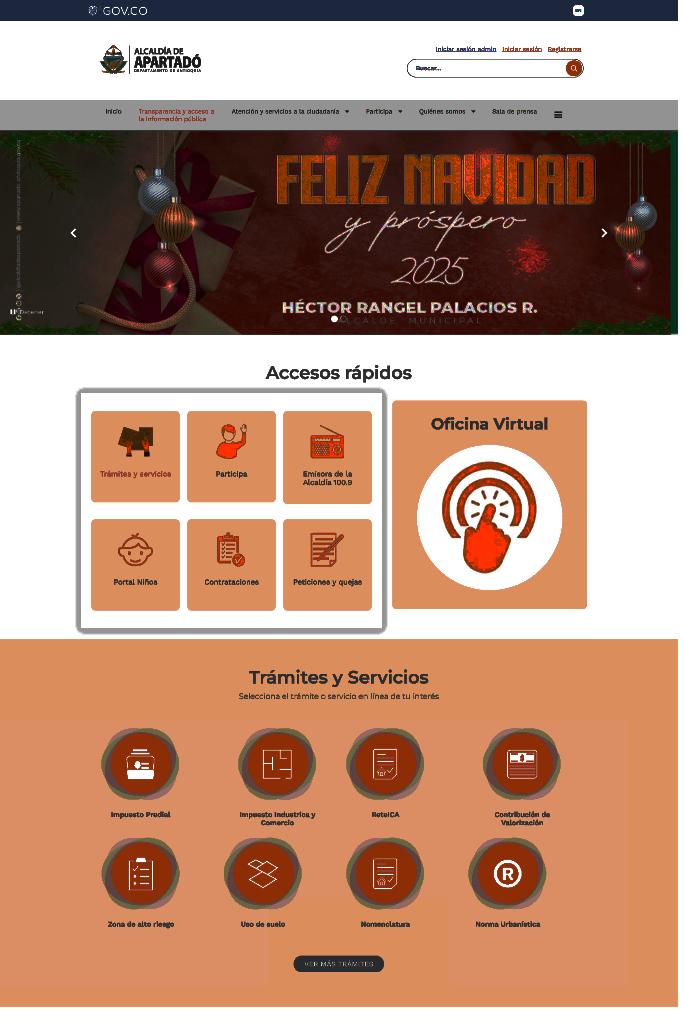 GOV.CO
EN
ALCALDÍA DE
APARTADÓ
DEPARTAMENTO DE ANTIOQUIA
Iniciar sesión admin Iniciar sesión Registrarse
Buscar...
Inicio
Transparencia y acceso a
la información pública
Atención y servicios a la ciudadanía
Participa
Quiénes somos
Sala de prensa
FELIZ NAVIDAD
y próspero
2025
HÉCTOR RANGEL PALACIOS R.
ALCALDE MUNICIPAL
Detener
Accesos rápidos
Trámites y servicios
Participa
Emisora de la
Alcaldía 100.9
Portal Niños
Contrataciones
Peticiones y quejas
Oficina Virtual
Trámites y Servicios
Selecciona el trámite o servicio en línea de tu interés
Impuesto Predial
Impuesto Industrica y
Comercio
ReteICA
Contribución de
Valorización
Zona de alto riesgo
Uso de suelo
Nomenclatura
R
Norma Urbanística
VER MÁS TRÁMITES